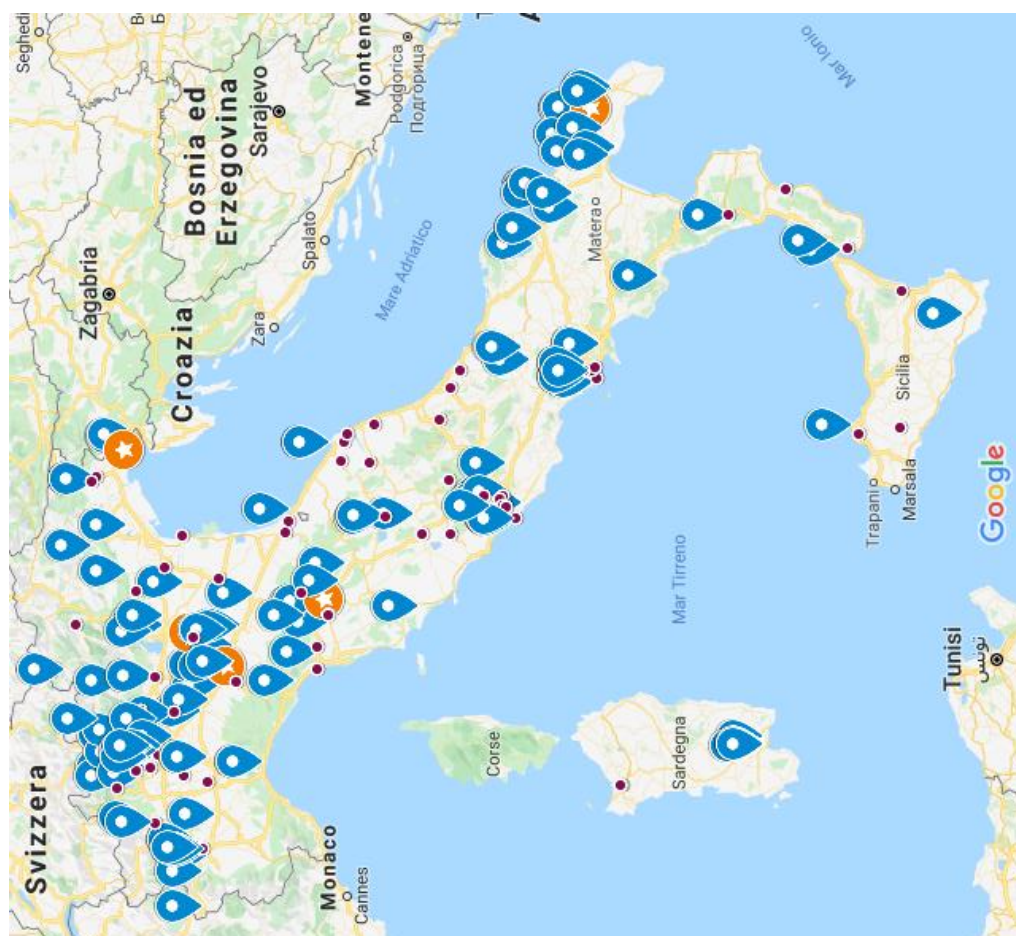 Seghedi
Svizzera
Zagabria
Croazia
Bosnia ed
Erzegovina
Sarajevo
Zara
Spalato
Monaco
Cannes
Montene
Podgorica
Подгорица
Mare Adriatico
Corse
Matera
Sardegna
Mar Tirreno
Mar Ionio
Trapani
Marsala
Sicilia
Tunisi
تونس
Google